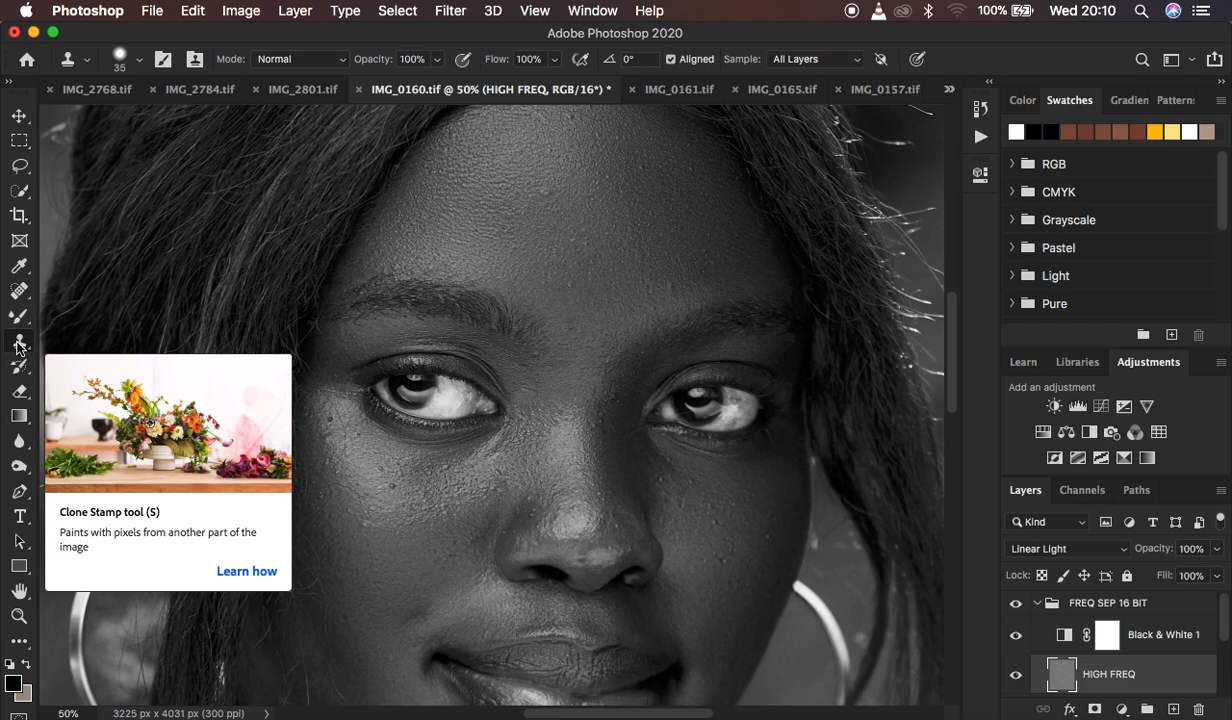 Photoshop File Edit Image Layer Type Select Filter 3D View Window Help 100% Wed 20:10
Adobe Photoshop 2020
35 Mode: Normal Opacity: 100% Flow: 100% 0° Aligned Sample: All Layers
IMG_2768.tif IMG_2784.tif IMG_2801.tif IMG_0160.tif @ 50% (HIGH FREQ, RGB/16*) * IMG_0161.tif IMG_0165.tif IMG_0157.tif
Color Swatches Gradien Pattern:
RGB
CMYK
Grayscale
Pastel
Light
Pure
Learn Libraries Adjustments
Add an adjustment
Layers Channels Paths
Kind
Linear Light Opacity: 100%
Lock: Fill: 100%
FREQ SEP 16 BIT
Black & White 1
HIGH FREQ
Clone Stamp tool (S)
Paints with pixels from another part of the
image
Learn how
50% 3225 px x 4031 px (300 ppi)